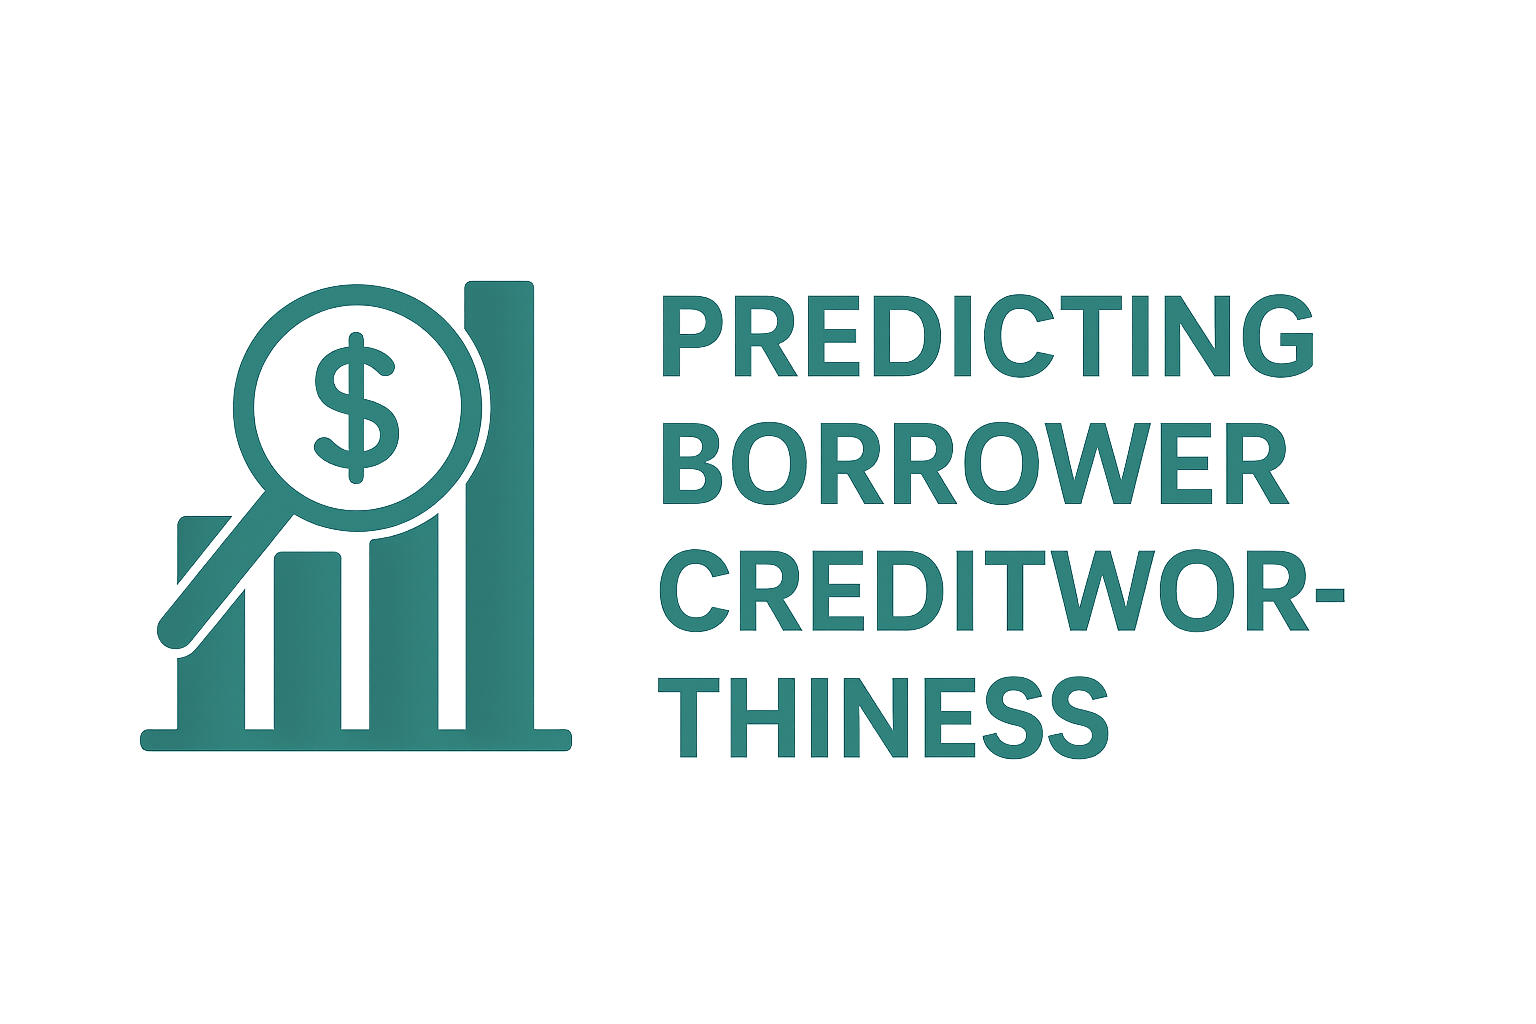 $
PREDICTING
BORROWER
CREDITWOR-
THINESS